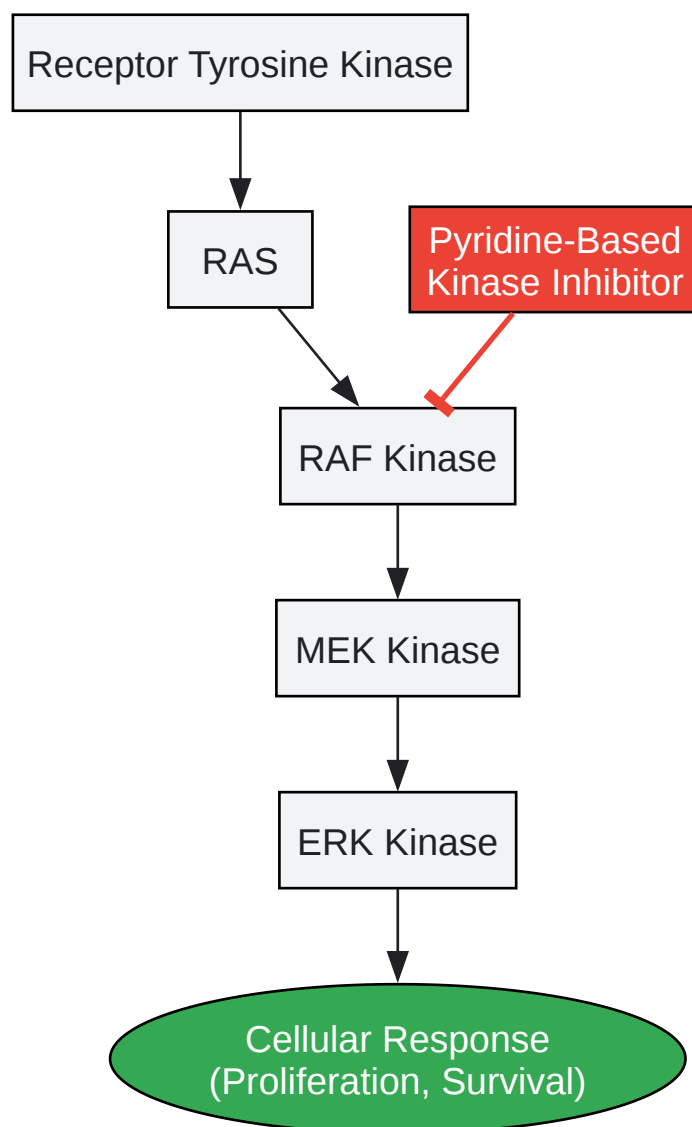 Receptor Tyrosine Kinase
RAS
Pyridine-Based
Kinase Inhibitor
RAF Kinase
MEK Kinase
ERK Kinase
Cellular Response
(Proliferation, Survival)